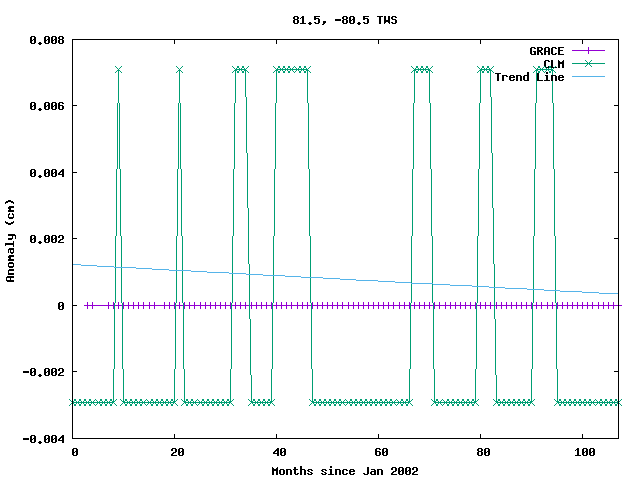 81.5, -80.5 TWS
GRACE
CLM
Trend Line
0.008
0.006
0.004
0.002
0
-0.002
-0.004
Anomaly (cm)
0 20 40 60 80 100
Months since Jan 2002